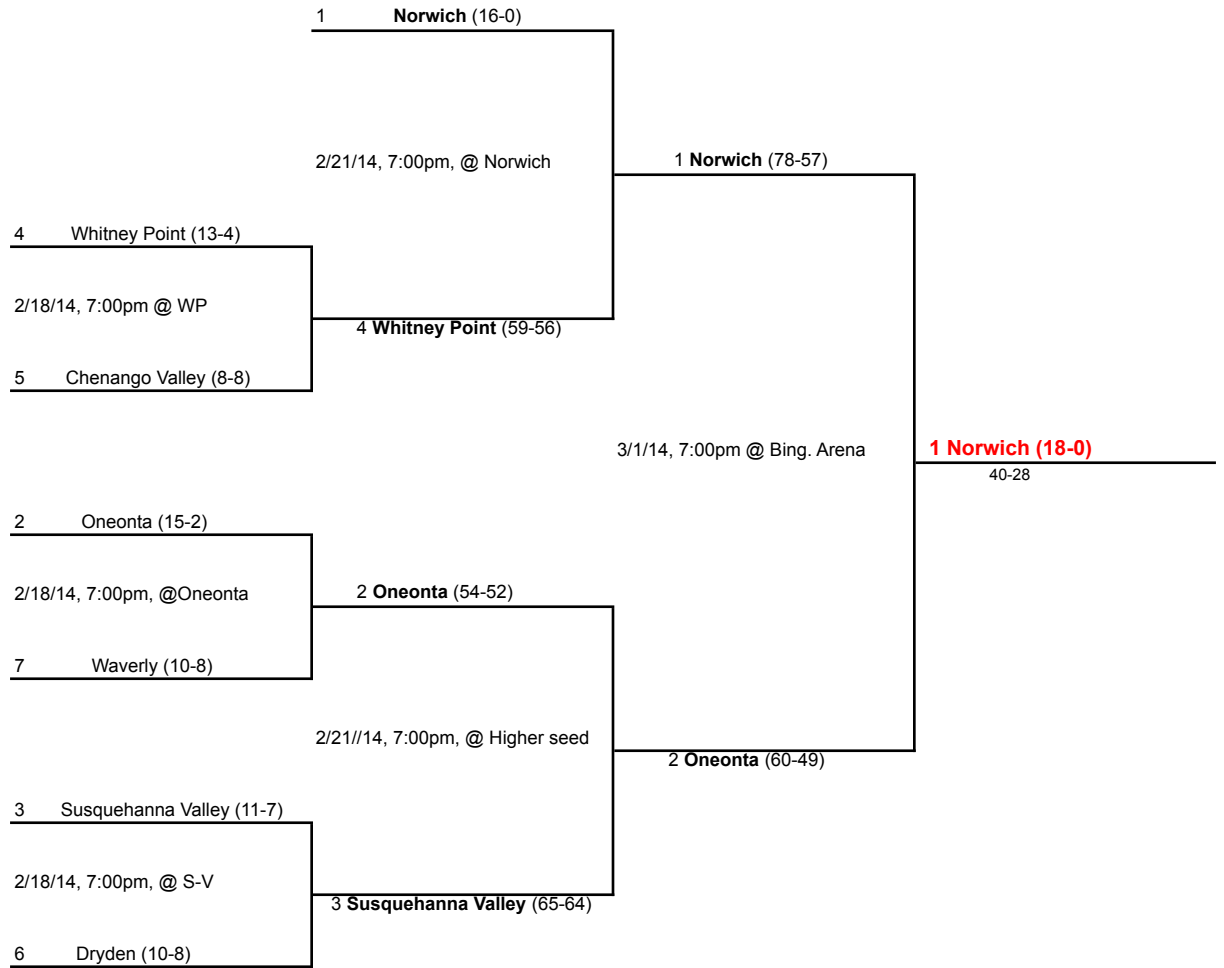 1 Norwich (16-0)
2/21/14, 7:00pm, @ Norwich
1 Norwich (78-57)
4 Whitney Point (13-4)
2/18/14, 7:00pm @ WP
4 Whitney Point (59-56)
5 Chenango Valley (8-8)
3/1/14, 7:00pm @ Bing. Arena
1 Norwich (18-0)
40-28
2 Oneonta (15-2)
2/18/14, 7:00pm, @Oneonta
2 Oneonta (54-52)
7 Waverly (10-8)
2/21//14, 7:00pm, @ Higher seed
2 Oneonta (60-49)
3 Susquehanna Valley (11-7)
2/18/14, 7:00pm, @ S-V
3 Susquehanna Valley (65-64)
6 Dryden (10-8)